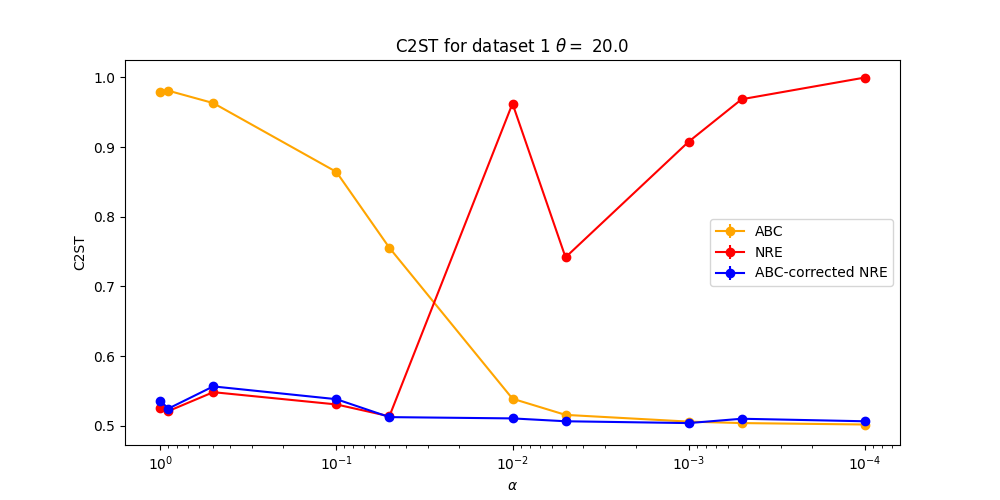 C2ST for dataset 1 θ = 20.0
C2ST
1.0
0.9
0.8
0.7
0.6
0.5
ABC
NRE
ABC-corrected NRE
10⁰ 10⁻¹ 10⁻² 10⁻³ 10⁻⁴
α